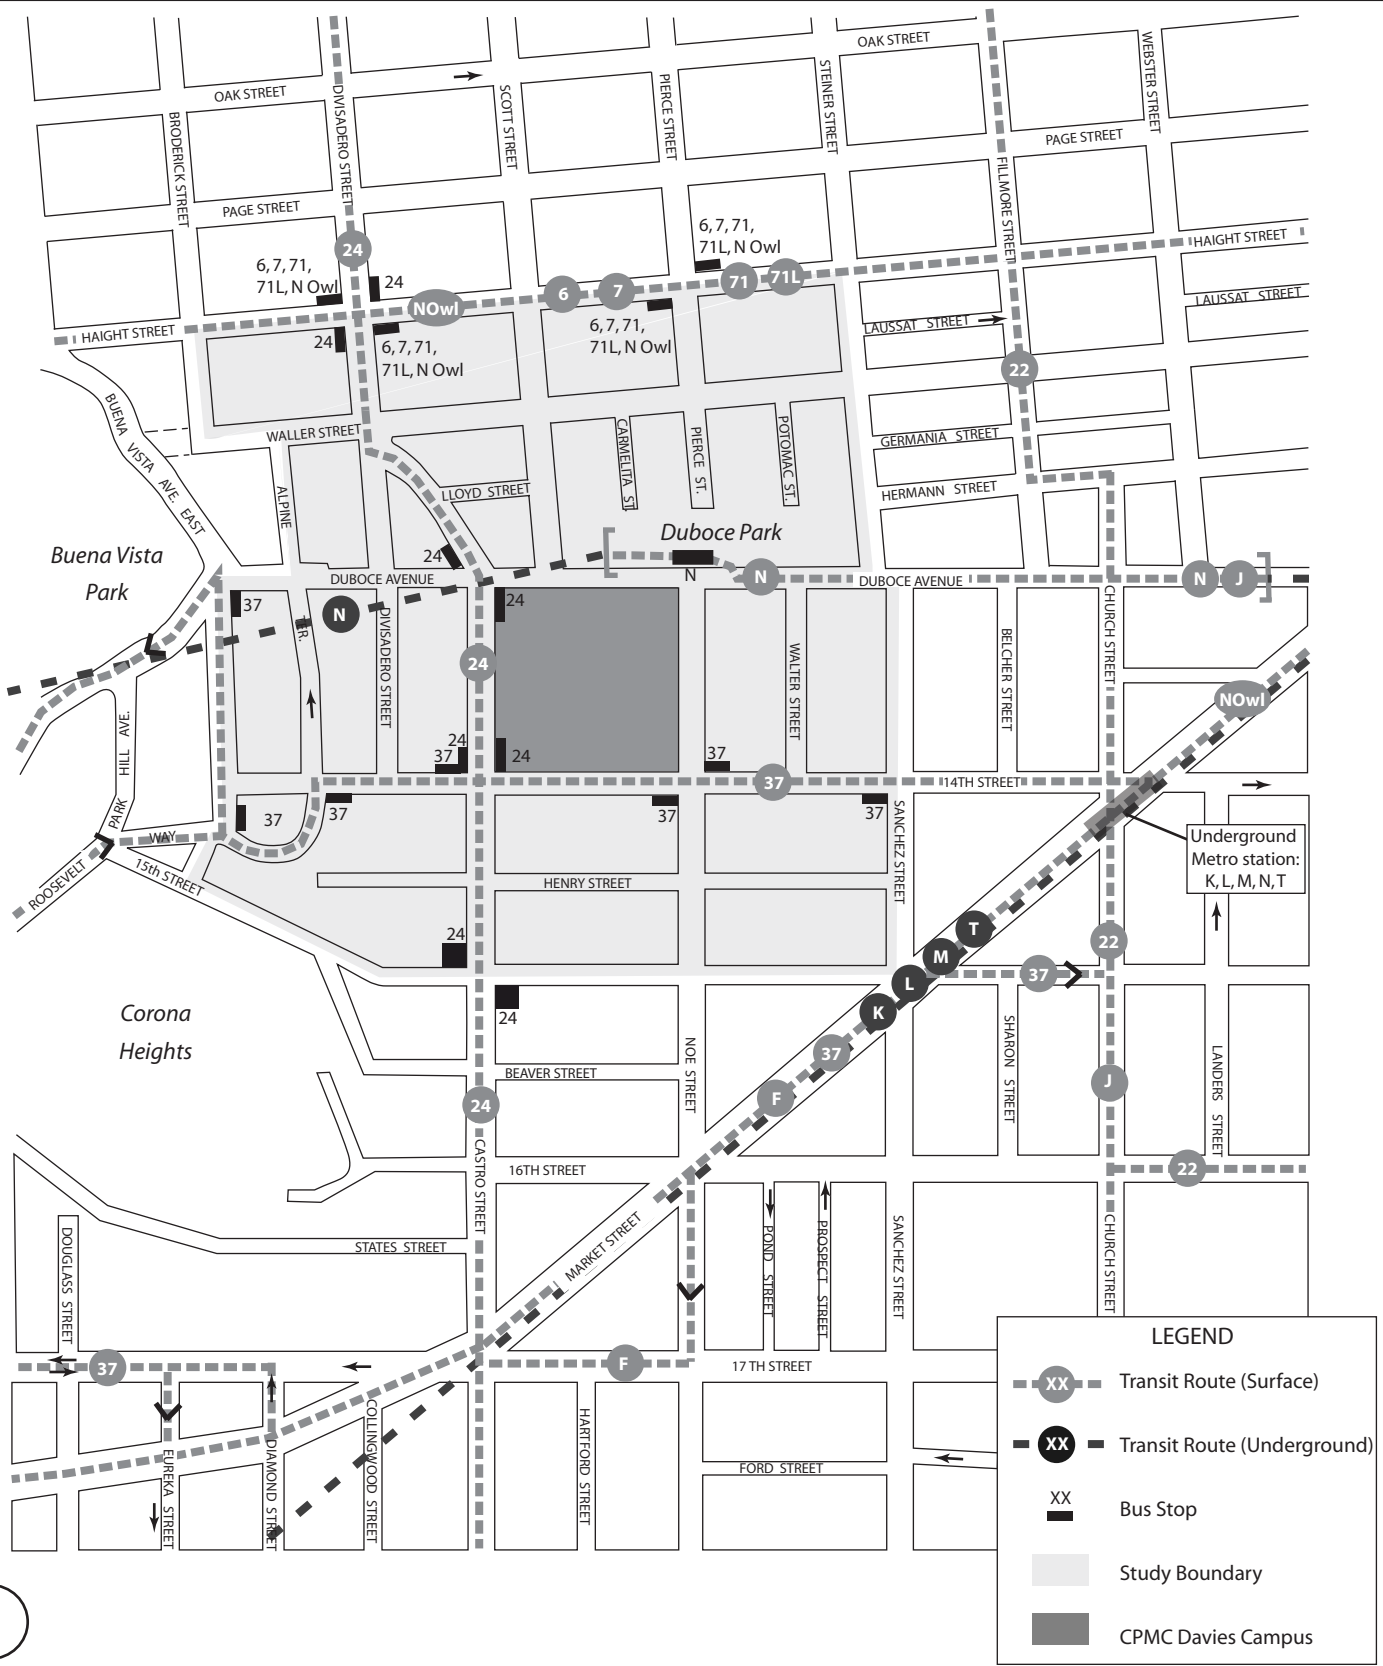 OAK STREET
WEBSTER STREET
OAK STREET
STEINER STREET
PIERCE STREET
SCOTT STREET
DIVISADERO STREET
BRODERICK STREET
PAGE STREET
FILLMORE STREET
PAGE STREET
6, 7, 71,
71L, N Owl
24
HAIGHT STREET
6, 7, 71,
71L, N Owl
24
71
71L
6
7
NOwl
LAUSSAT STREET
HAIGHT STREET
24
6, 7, 71,
71L, N Owl
6, 7, 71,
71L, N Owl
LAUSSAT STREET
22
BUENA VISTA AVE. EAST
WALLER STREET
CARMELITA ST.
PIERCE ST.
POTOMAC ST.
GERMANIA STREET
ALPINE
TER.
LLOYD STREET
HERMANN STREET
Duboce Park
24
Buena Vista
Park
DUBOCE AVENUE
N
N
DUBOCE AVENUE
N
J
37
N
24
DIVISADERO STREET
WALTER STREET
BELCHER STREET
CHURCH STREET
24
NOwl
PARK HILL AVE.
24
37
24
37
37
14TH STREET
37
37
37
37
SANCHEZ STREET
WAY
ROOSEVELT
15th STREET
Underground
Metro station:
K, L, M, N, T
HENRY STREET
24
T
M
L
K
22
37
24
Corona
Heights
NOE STREET
SHARON STREET
LANDERS STREET
37
F
J
BEAVER STREET
24
CASTRO STREET
16TH STREET
22
MARKET STREET
POND STREET
PROSPECT STREET
SANCHEZ STREET
CHURCH STREET
DOUGLASS STREET
STATES STREET
37
F
17 TH STREET
EUREKA STREET
DIAMOND STREET
COLLINGWOOD STREET
HARTFORD STREET
FORD STREET
LEGEND
XX
Transit Route (Surface)
XX
Transit Route (Underground)
XX
Bus Stop
Study Boundary
CPMC Davies Campus